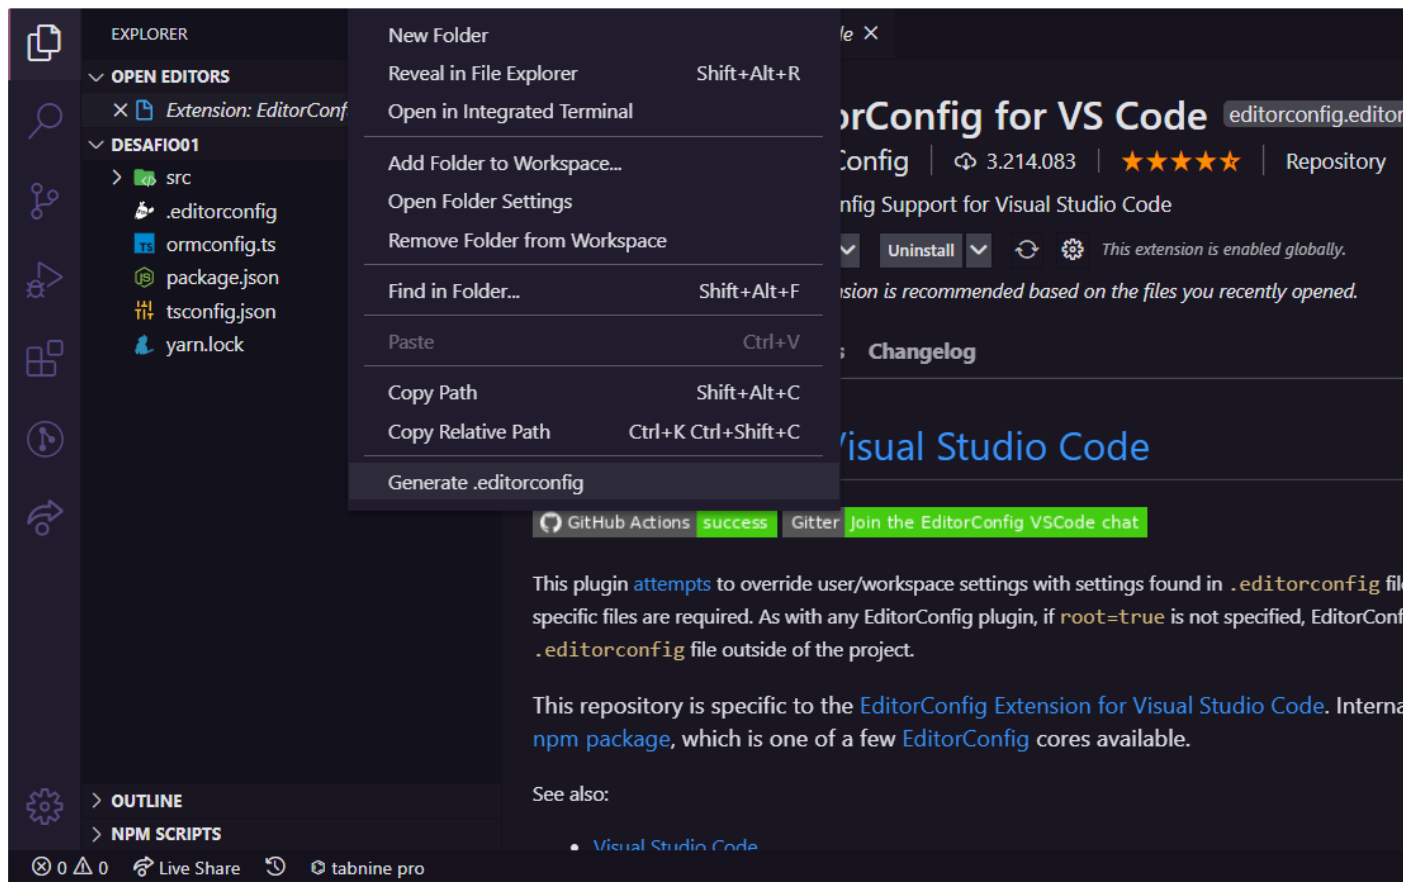 EXPLORER
OPEN EDITORS
Extension: EditorConf
DESAFIO01
src
.editorconfig
ormconfig.ts
package.json
tsconfig.json
yarn.lock
OUTLINE
NPM SCRIPTS
New Folder
Reveal in File Explorer Shift+Alt+R
Open in Integrated Terminal
Add Folder to Workspace...
Open Folder Settings
Remove Folder from Workspace
Find in Folder... Shift+Alt+F
Paste Ctrl+V
Copy Path Shift+Alt+C
Copy Relative Path Ctrl+K Ctrl+Shift+C
Generate .editorconfig
orConfig for VS Code editorconfig.editor
Config 3.214.083 Repository
nfig Support for Visual Studio Code
Uninstall This extension is enabled globally.
sion is recommended based on the files you recently opened.
Changelog
Visual Studio Code
GitHub Actions success Gitter Join the EditorConfig VSCode chat
This plugin attempts to override user/workspace settings with settings found in .editorconfig file
specific files are required. As with any EditorConfig plugin, if root=true is not specified, EditorConf
.editorconfig file outside of the project.
This repository is specific to the EditorConfig Extension for Visual Studio Code. Interna
npm package, which is one of a few EditorConfig cores available.
See also:
• Visual Studio Code
0 0 Live Share tabnine pro